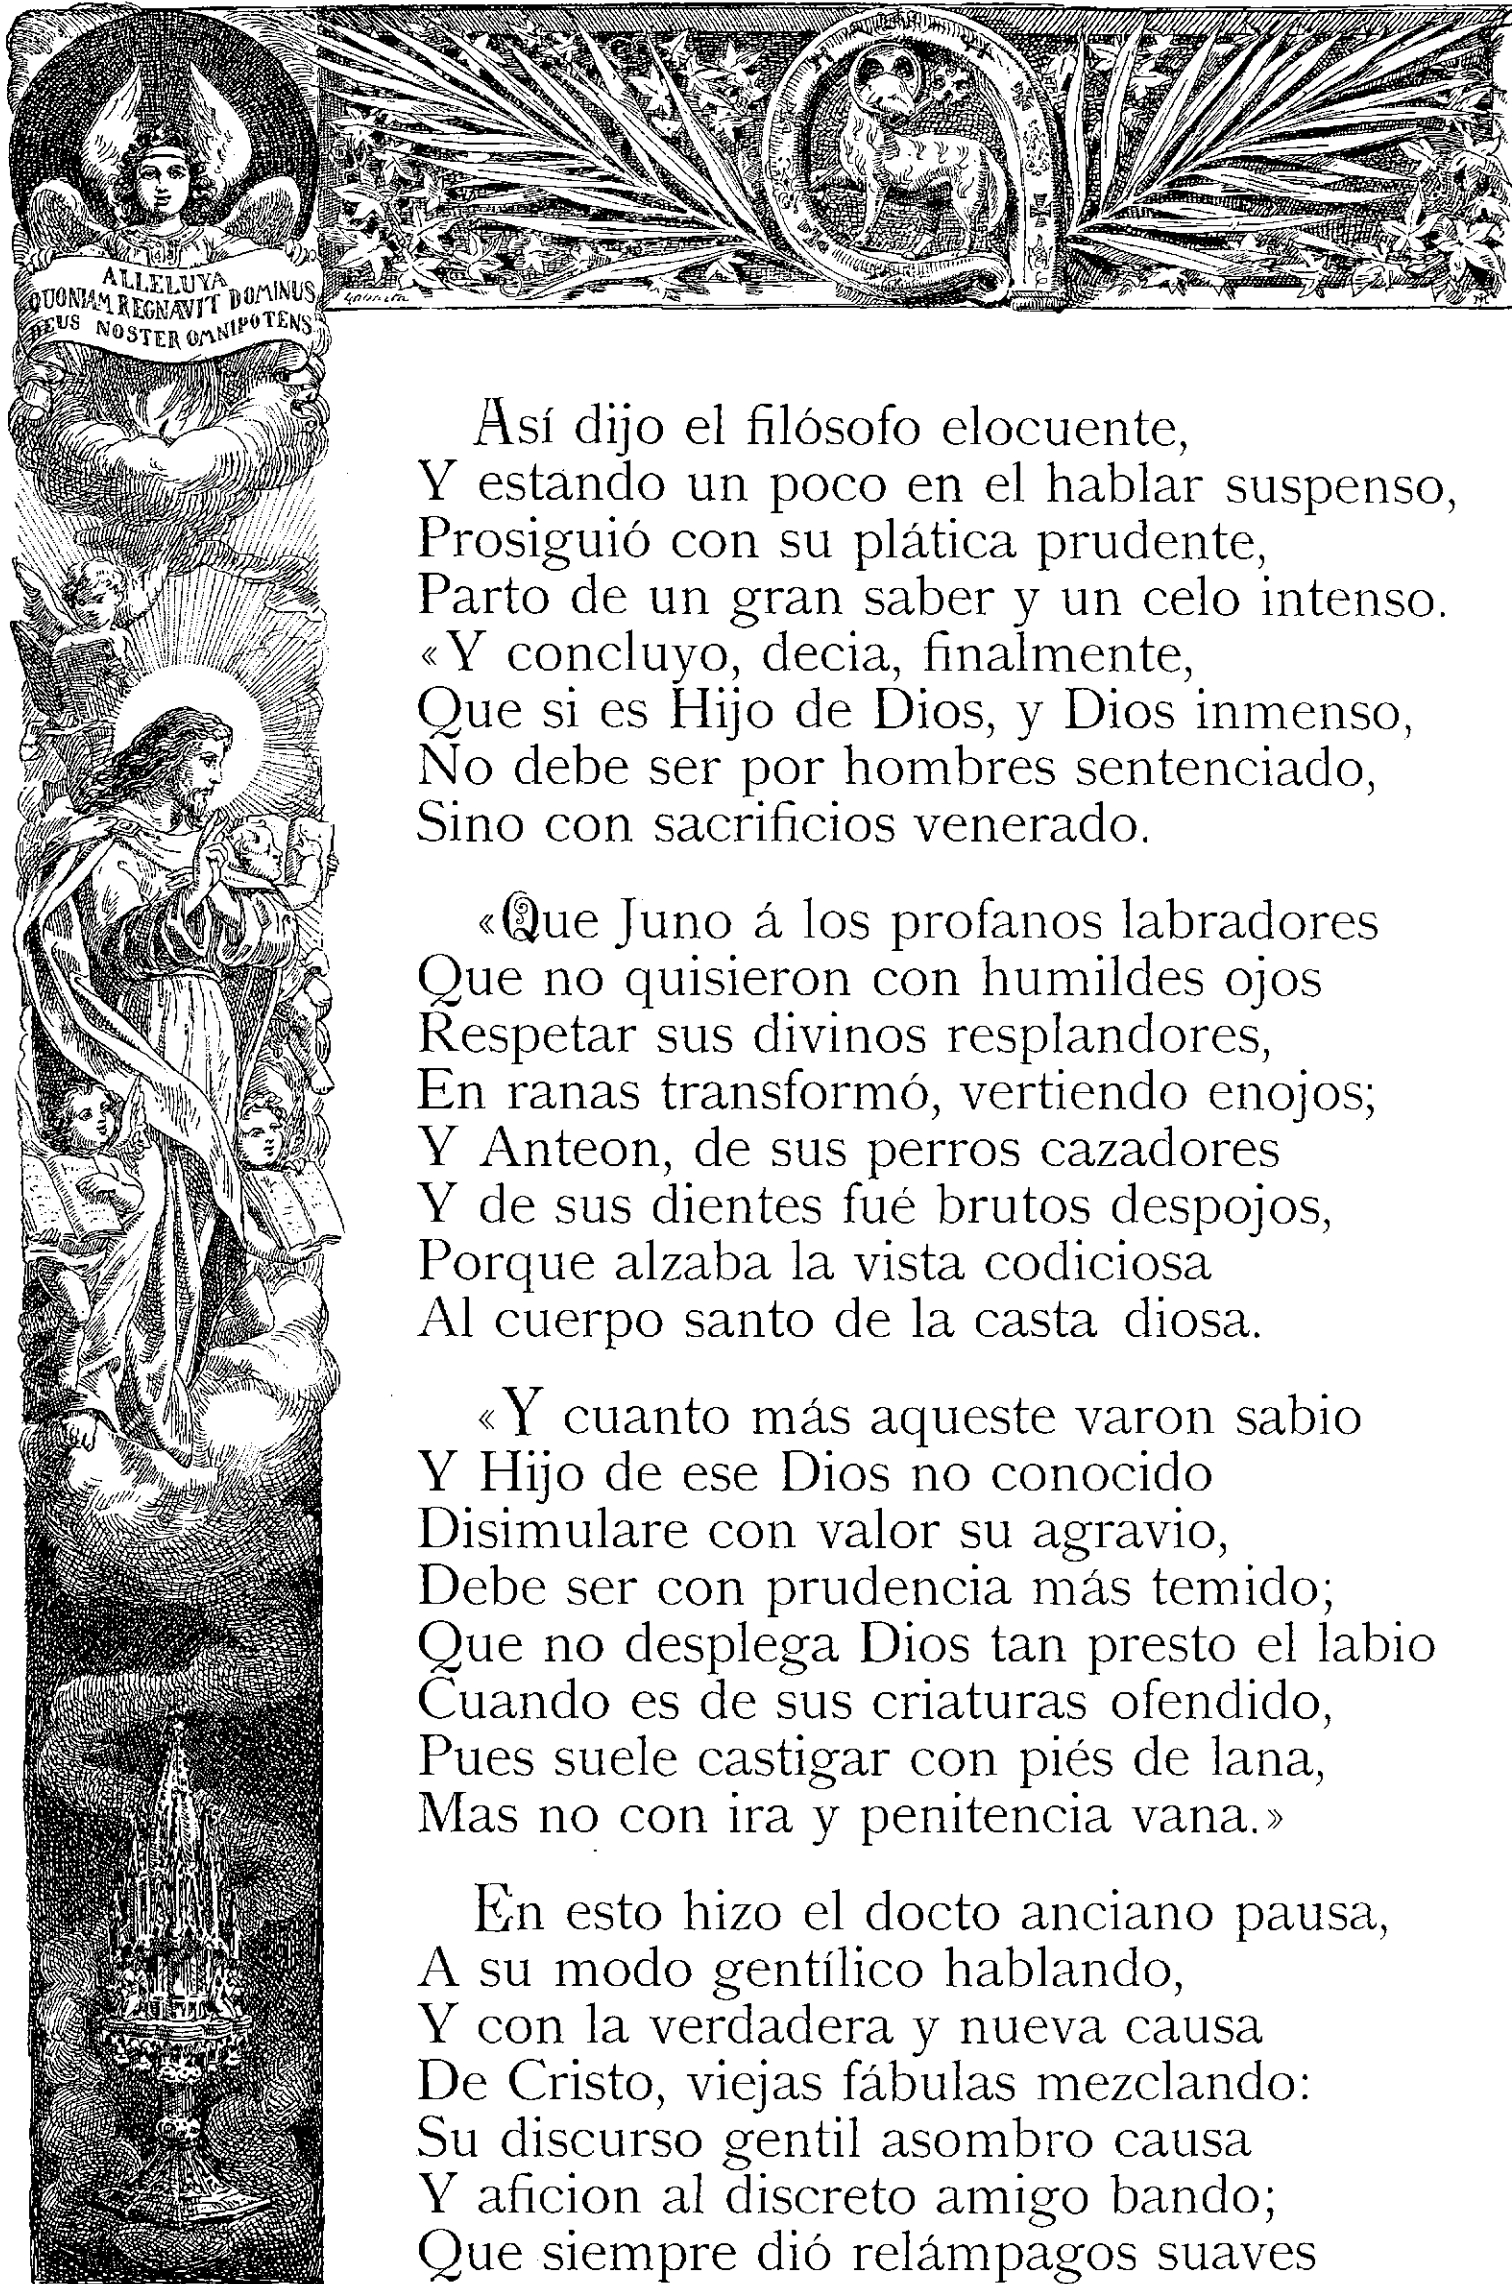 ALLELUYA
QUONIAM REGNAVIT DOMINUS
DEUS NOSTER OMNIPOTENS
Así dijo el filósofo elocuente,
Y estando un poco en el hablar suspenso,
Prosiguió con su plática prudente,
Parto de un gran saber y un celo intenso.
«Y concluyo, decia, finalmente,
Que si es Hijo de Dios, y Dios inmenso,
No debe ser por hombres sentenciado,
Sino con sacrificios venerado.
«Que Juno á los profanos labradores
Que no quisieron con humildes ojos
Respetar sus divinos resplandores,
En ranas transformó, vertiendo enojos;
Y Anteon, de sus perros cazadores
Y de sus dientes fué brutos despojos,
Porque alzaba la vista codiciosa
Al cuerpo santo de la casta diosa.
«Y cuanto más aqueste varon sabio
Y Hijo de ese Dios no conocido
Disimulare con valor su agravio,
Debe ser con prudencia más temido;
Que no desplega Dios tan presto el labio
Cuando es de sus criaturas ofendido,
Pues suele castigar con piés de lana,
Mas no con ira y penitencia vana.»
En esto hizo el docto anciano pausa,
A su modo gentílico hablando,
Y con la verdadera y nueva causa
De Cristo, viejas fábulas mezclando:
Su discurso gentil asombro causa
Y aficion al discreto amigo bando;
Que siempre dió relámpagos suaves